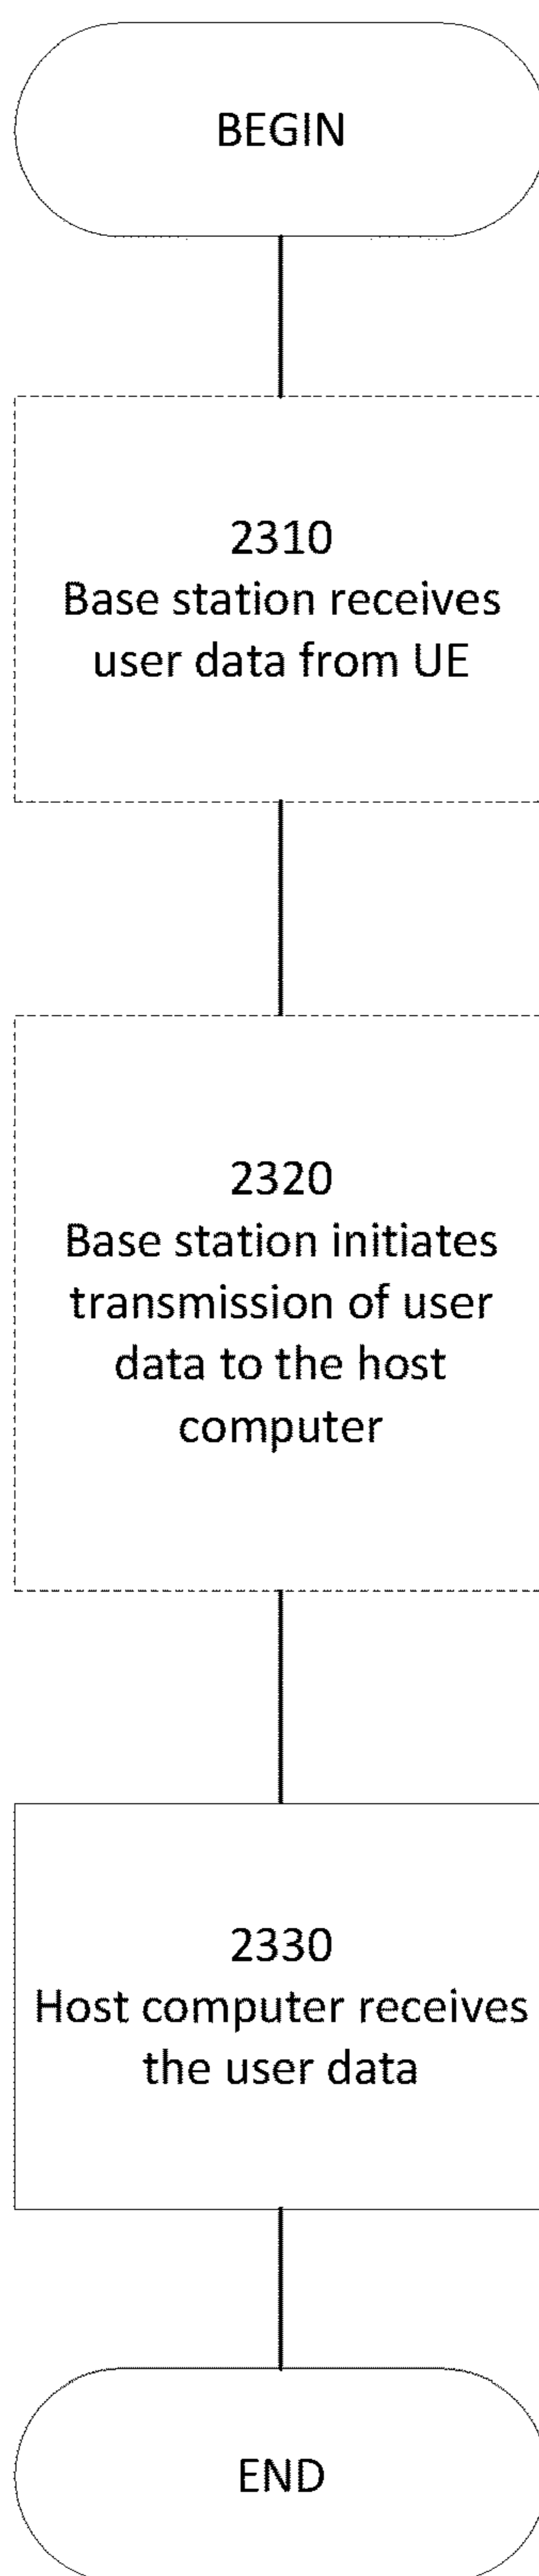 BEGIN
2310
Base station receives
user data from UE
2320
Base station initiates
transmission of user
data to the host
computer
2330
Host computer receives
the user data
END